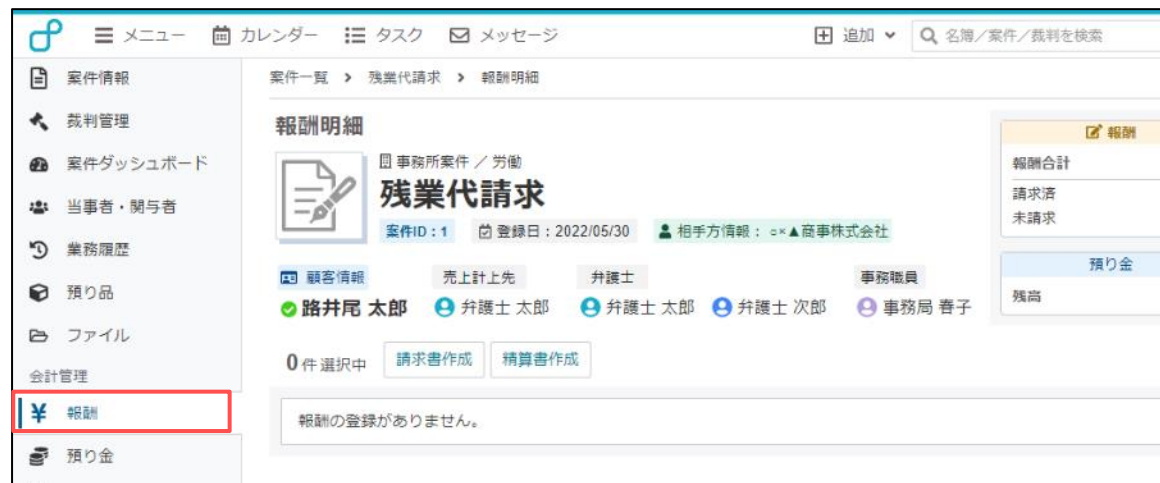 メニュー カレンダー タスク メッセージ 追加 名簿／案件／裁判を検索
案件情報
裁判管理
案件ダッシュボード
当事者・関与者
業務履歴
預り品
ファイル
会計管理
¥ 報酬
預り金
案件一覧 > 残業代請求 > 報酬明細
報酬明細
事務所案件 ／ 労働
残業代請求
案件ID：1 登録日：2022/05/30 相手方情報： ○×▲商事株式会社
顧客情報 売上計上先 弁護士 事務職員
路井尾 太郎 弁護士 太郎 弁護士 太郎 弁護士 次郎 事務局 春子
0 件 選択中 請求書作成 精算書作成
報酬の登録がありません。
報酬
報酬合計
請求済
未請求
預り金
残高